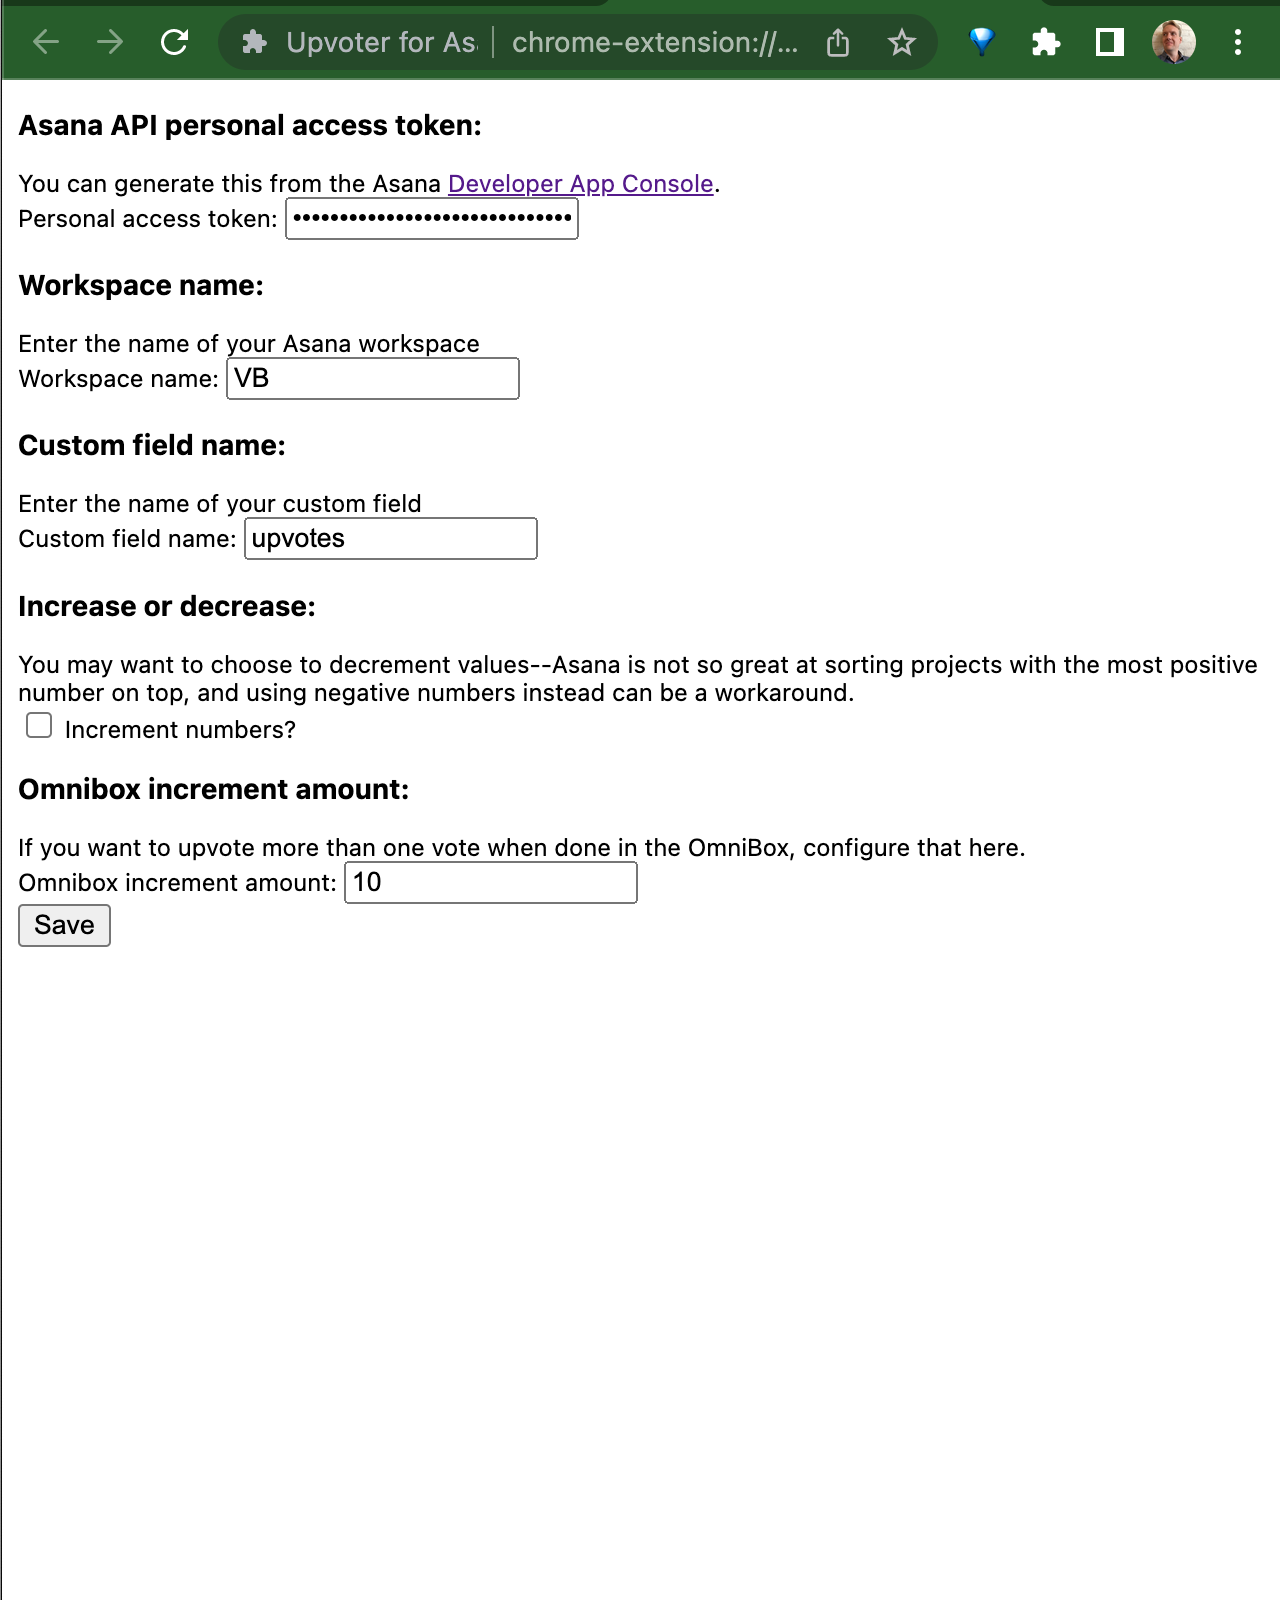 Upvoter for As
chrome-extension://...
Asana API personal access token:
You can generate this from the Asana Developer App Console.
Personal access token: ••••••••••••••••••••••••••••••
Workspace name:
Enter the name of your Asana workspace
Workspace name: VB
Custom field name:
Enter the name of your custom field
Custom field name: upvotes
Increase or decrease:
You may want to choose to decrement values--Asana is not so great at sorting projects with the most positive
number on top, and using negative numbers instead can be a workaround.
Increment numbers?
Omnibox increment amount:
If you want to upvote more than one vote when done in the OmniBox, configure that here.
Omnibox increment amount: 10
Save